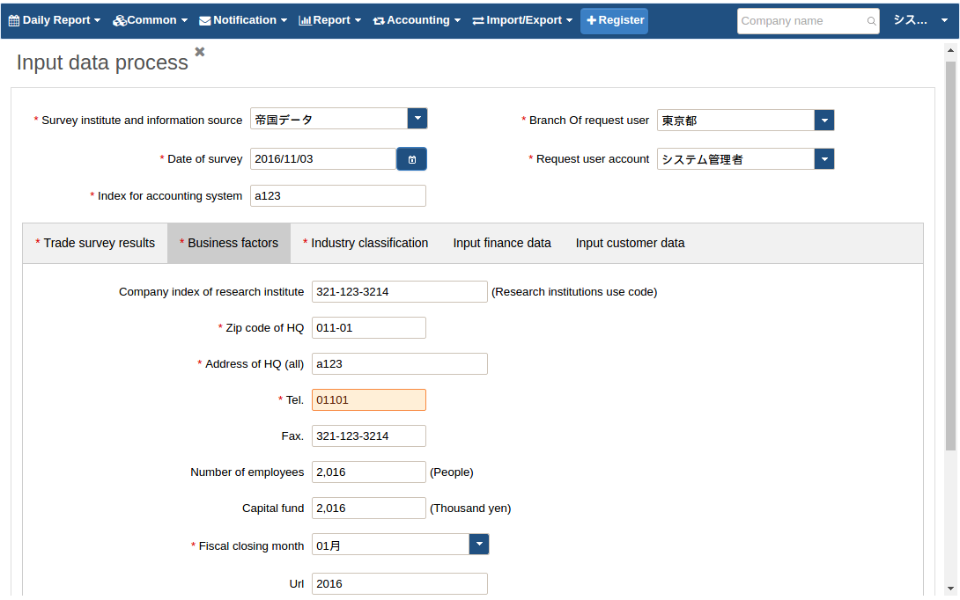 Daily Report Common Notification Report Accounting Import/Export +Register Company name シス...
Input data process
* Survey institute and information source 帝国データ * Branch Of request user 東京都
* Date of survey 2016/11/03 * Request user account システム管理者
* Index for accounting system a123
* Trade survey results * Business factors * Industry classification Input finance data Input customer data
Company index of research institute 321-123-3214 (Research institutions use code)
* Zip code of HQ 011-01
* Address of HQ (all) a123
* Tel. 01101
Fax. 321-123-3214
Number of employees 2,016 (People)
Capital fund 2,016 (Thousand yen)
* Fiscal closing month 01月
Url 2016